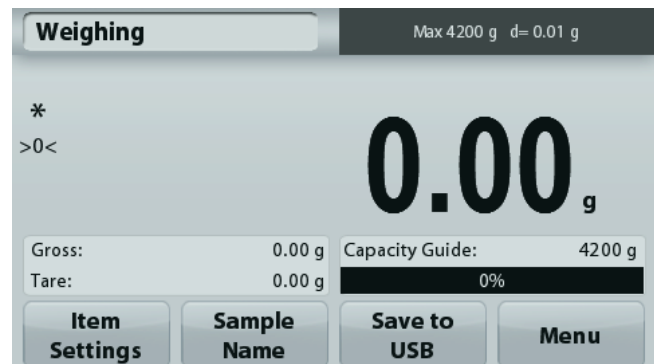 Weighing
Max 4200 g d= 0.01 g
*
>0<
0.00 g
Gross: 0.00 g
Tare: 0.00 g
Capacity Guide: 4200 g
0%
Item Settings
Sample Name
Save to USB
Menu